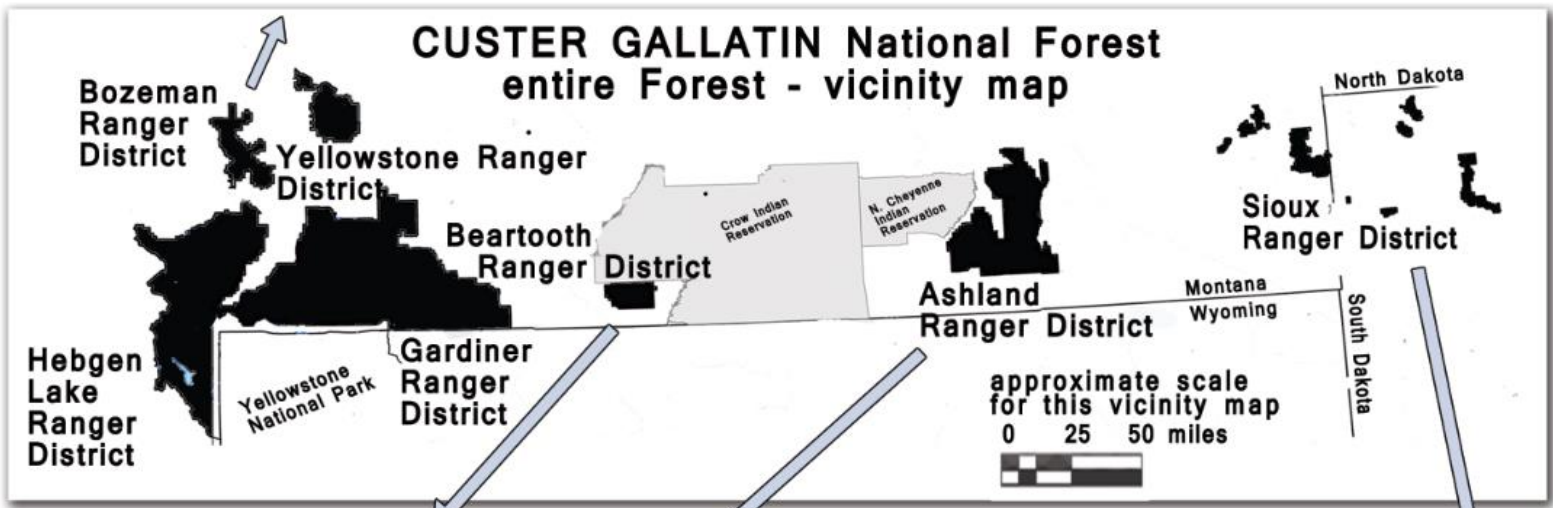 CUSTER GALLATIN National Forest
entire Forest - vicinity map
Bozeman
Ranger
District
Yellowstone Ranger
District
Beartooth
Ranger District
Crow Indian
Reservation
N. Cheyenne
Indian
Reservation
North Dakota
Sioux
Ranger District
Ashland
Ranger District
Montana
Wyoming
South Dakota
Hebgen
Lake
Ranger
District
Yellowstone
National Park
Gardiner
Ranger
District
approximate scale
for this vicinity map
0 25 50 miles